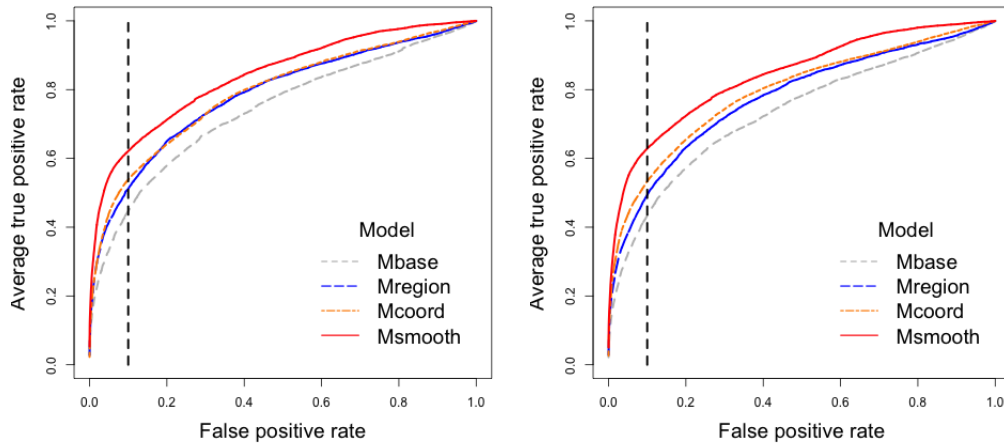 Average true positive rate
1.0
0.8
0.6
0.4
0.2
0.0
Model
Mbase
Mregion
Mcoord
Msmooth
0.0 0.2 0.4 0.6 0.8 1.0
False positive rate
Average true positive rate
1.0
0.8
0.6
0.4
0.2
0.0
Model
Mbase
Mregion
Mcoord
Msmooth
0.0 0.2 0.4 0.6 0.8 1.0
False positive rate